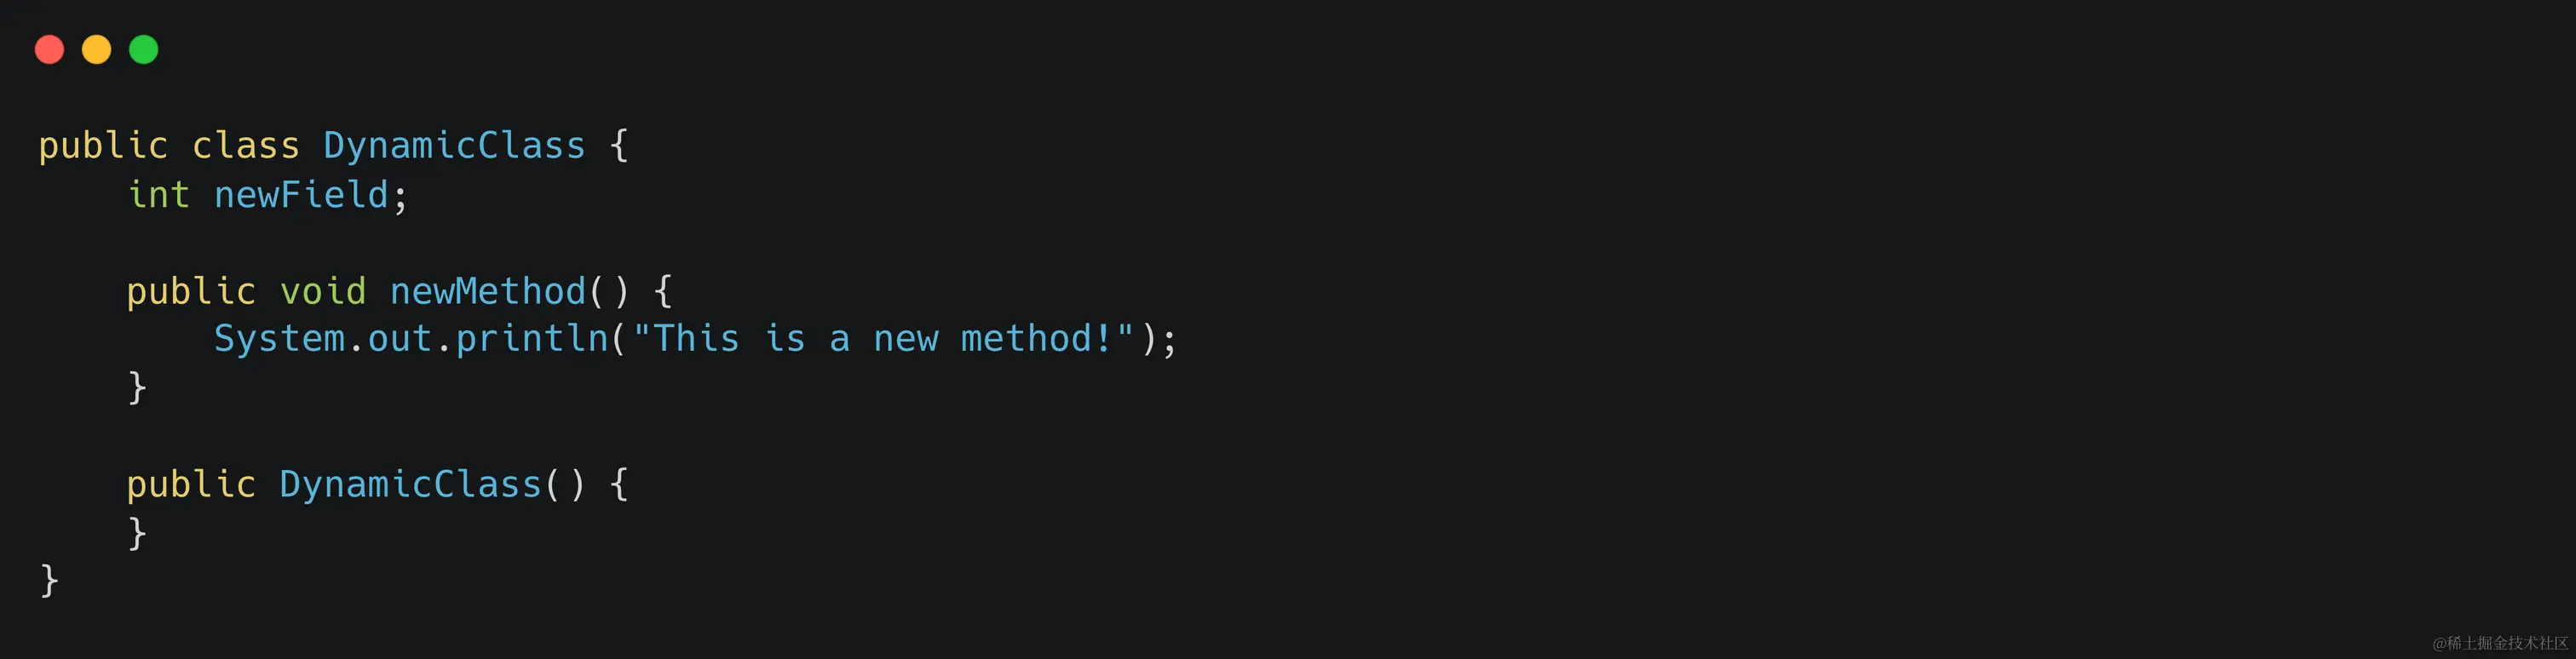 public class DynamicClass {
    int newField;

    public void newMethod() {
        System.out.println("This is a new method!");
    }

    public DynamicClass() {
    }
}
@稀土掘金技术社区